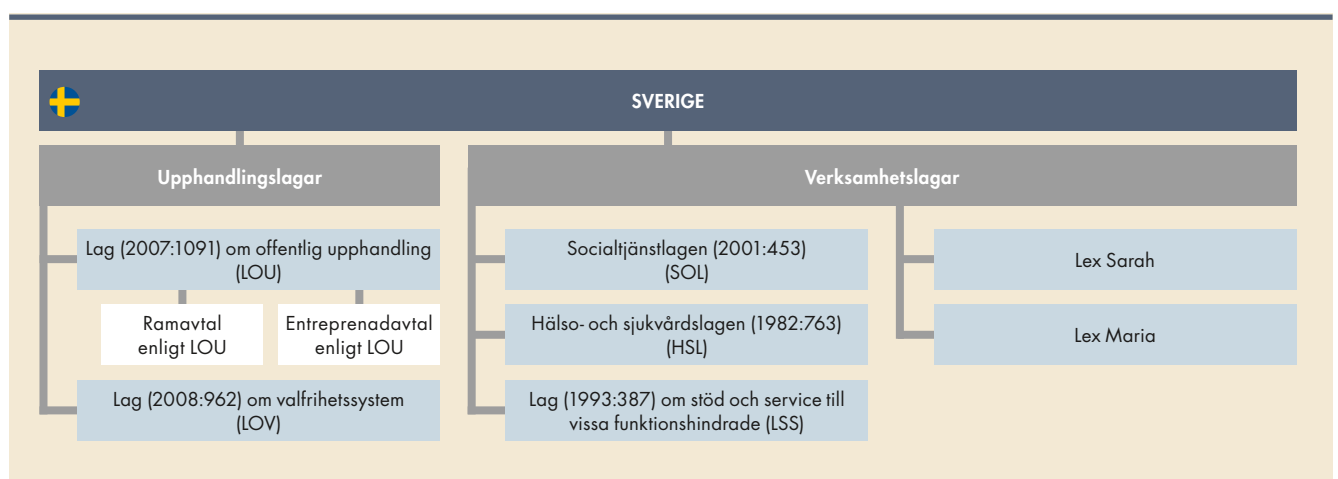 SVERIGE
Upphandlingslagar
Lag (2007:1091) om offentlig upphandling
(LOU)
Ramavtal
enligt LOU
Entreprenadavtal
enligt LOU
Lag (2008:962) om valfrihetssystem
(LOV)
Verksamhetslagar
Socialtjänstlagen (2001:453)
(SOL)
Hälso- och sjukvårdslagen (1982:763)
(HSL)
Lag (1993:387) om stöd och service till
vissa funktionshindrade (LSS)
Lex Sarah
Lex Maria